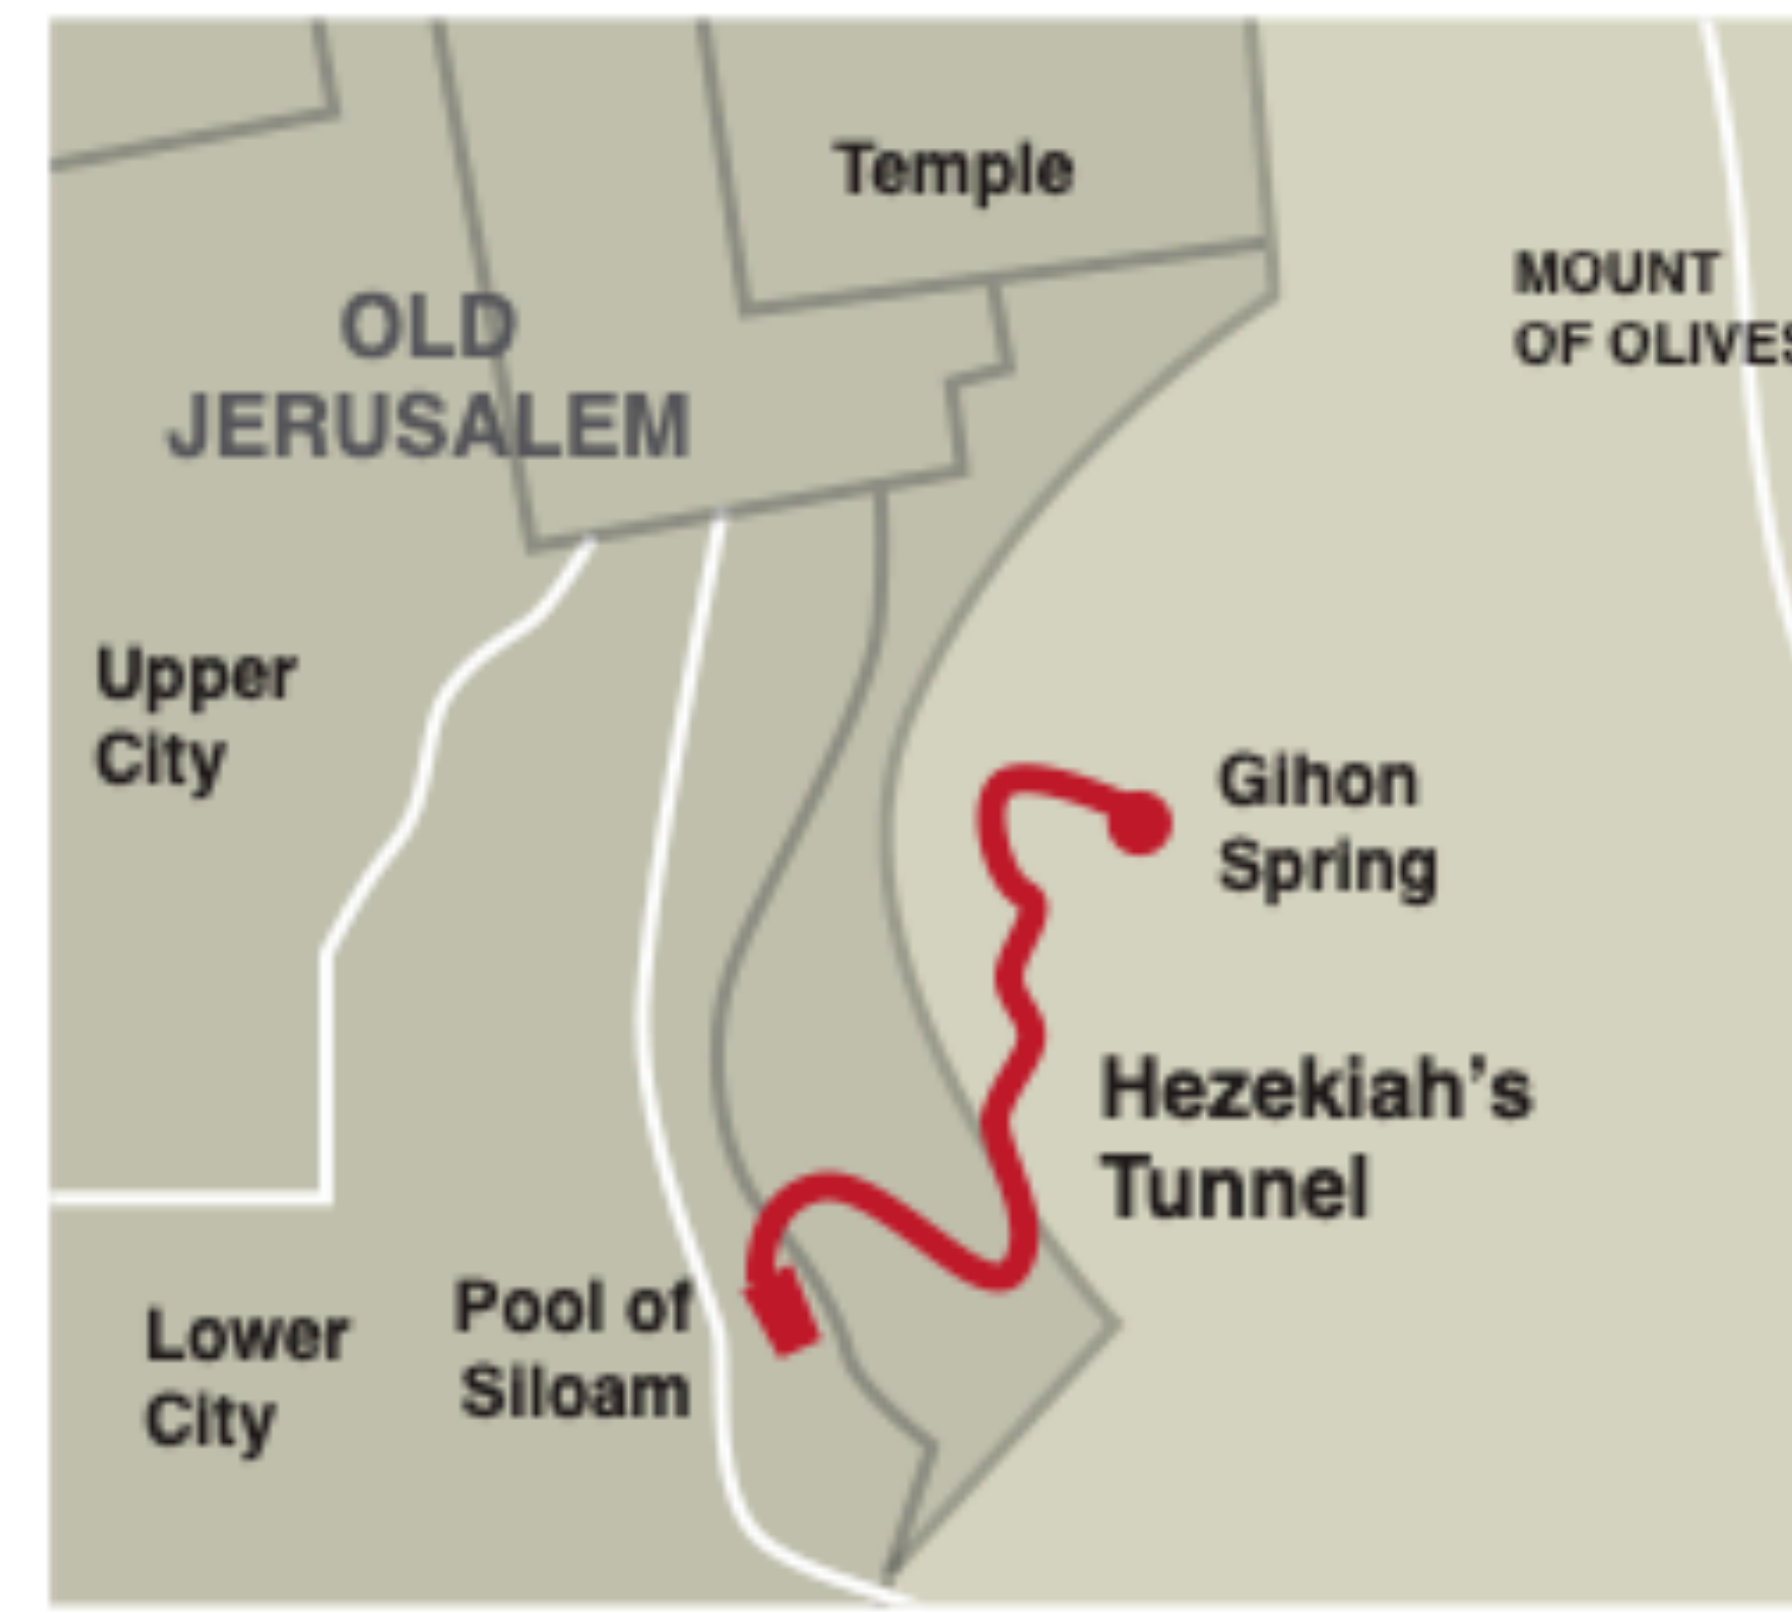 Temple
MOUNT
OF OLIVES
OLD
JERUSALEM
Upper
City
Gihon
Spring
Hezekiah's
Tunnel
Pool of
Siloam
Lower
City